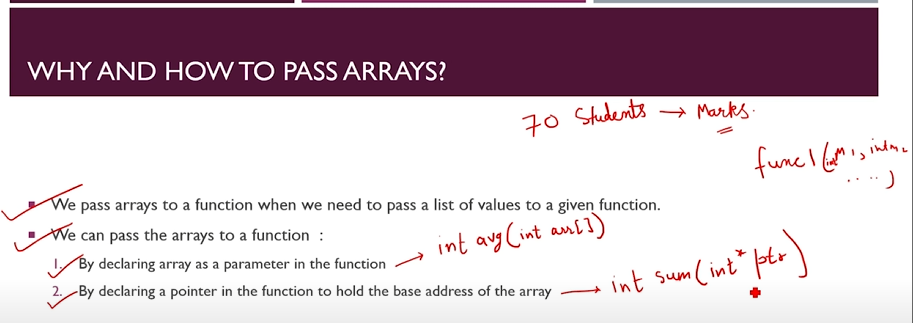 WHY AND HOW TO PASS ARRAYS?
70 Students → Marks.
func1(int M1, int m2
.....)
We pass arrays to a function when we need to pass a list of values to a given function.
We can pass the arrays to a function :
int avg(int arr[])
1. By declaring array as a parameter in the function →
2. By declaring a pointer in the function to hold the base address of the array → int sum(int* ptr)